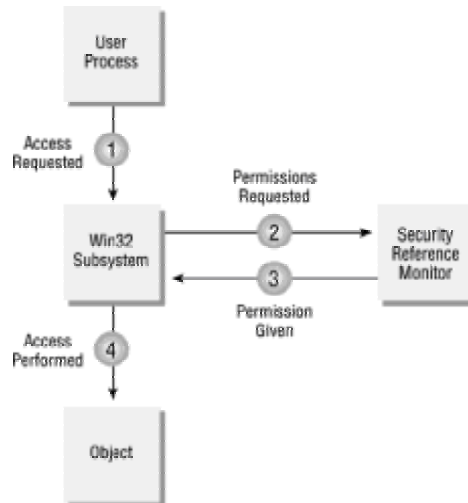 User
Process
Access
Requested
1
Permissions
Requested
2
Win32
Subsystem
Security
Reference
Monitor
3
Permission
Given
Access
Performed
4
Object